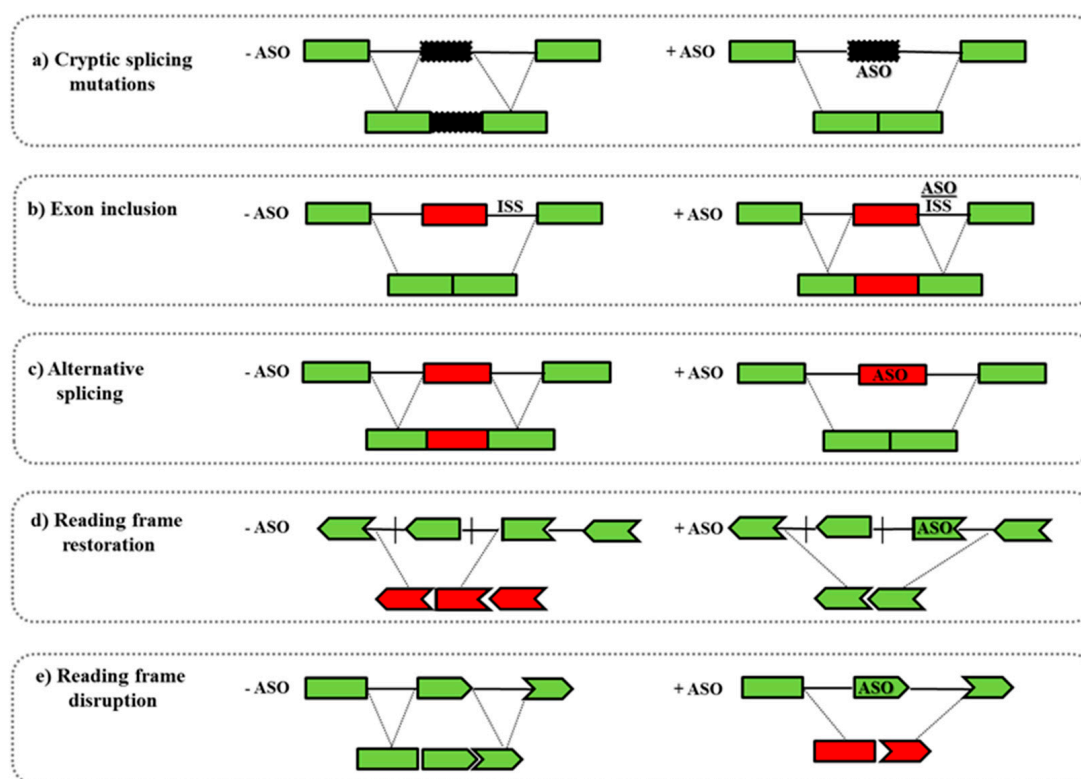 a) Cryptic splicing
mutations
- ASO
+ ASO
ASO
b) Exon inclusion
- ASO
ISS
+ ASO
ASO
ISS
c) Alternative
splicing
- ASO
+ ASO
ASO
d) Reading frame
restoration
- ASO
+ ASO
ASO
e) Reading frame
disruption
- ASO
+ ASO
ASO